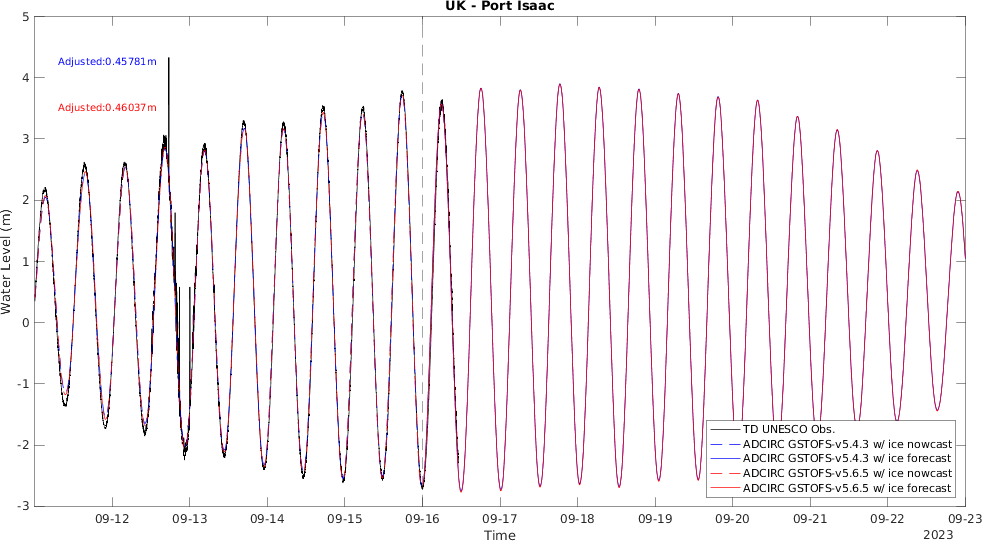 UK - Port Isaac
Adjusted:0.45781m
Adjusted:0.46037m
Water Level (m)
5
4
3
2
1
0
-1
-2
-3
TD UNESCO Obs.
ADCIRC GSTOFS-v5.4.3 w/ ice nowcast
ADCIRC GSTOFS-v5.4.3 w/ ice forecast
ADCIRC GSTOFS-v5.6.5 w/ ice nowcast
ADCIRC GSTOFS-v5.6.5 w/ ice forecast
09-12 09-13 09-14 09-15 09-16 09-17 09-18 09-19 09-20 09-21 09-22 09-23
Time
2023